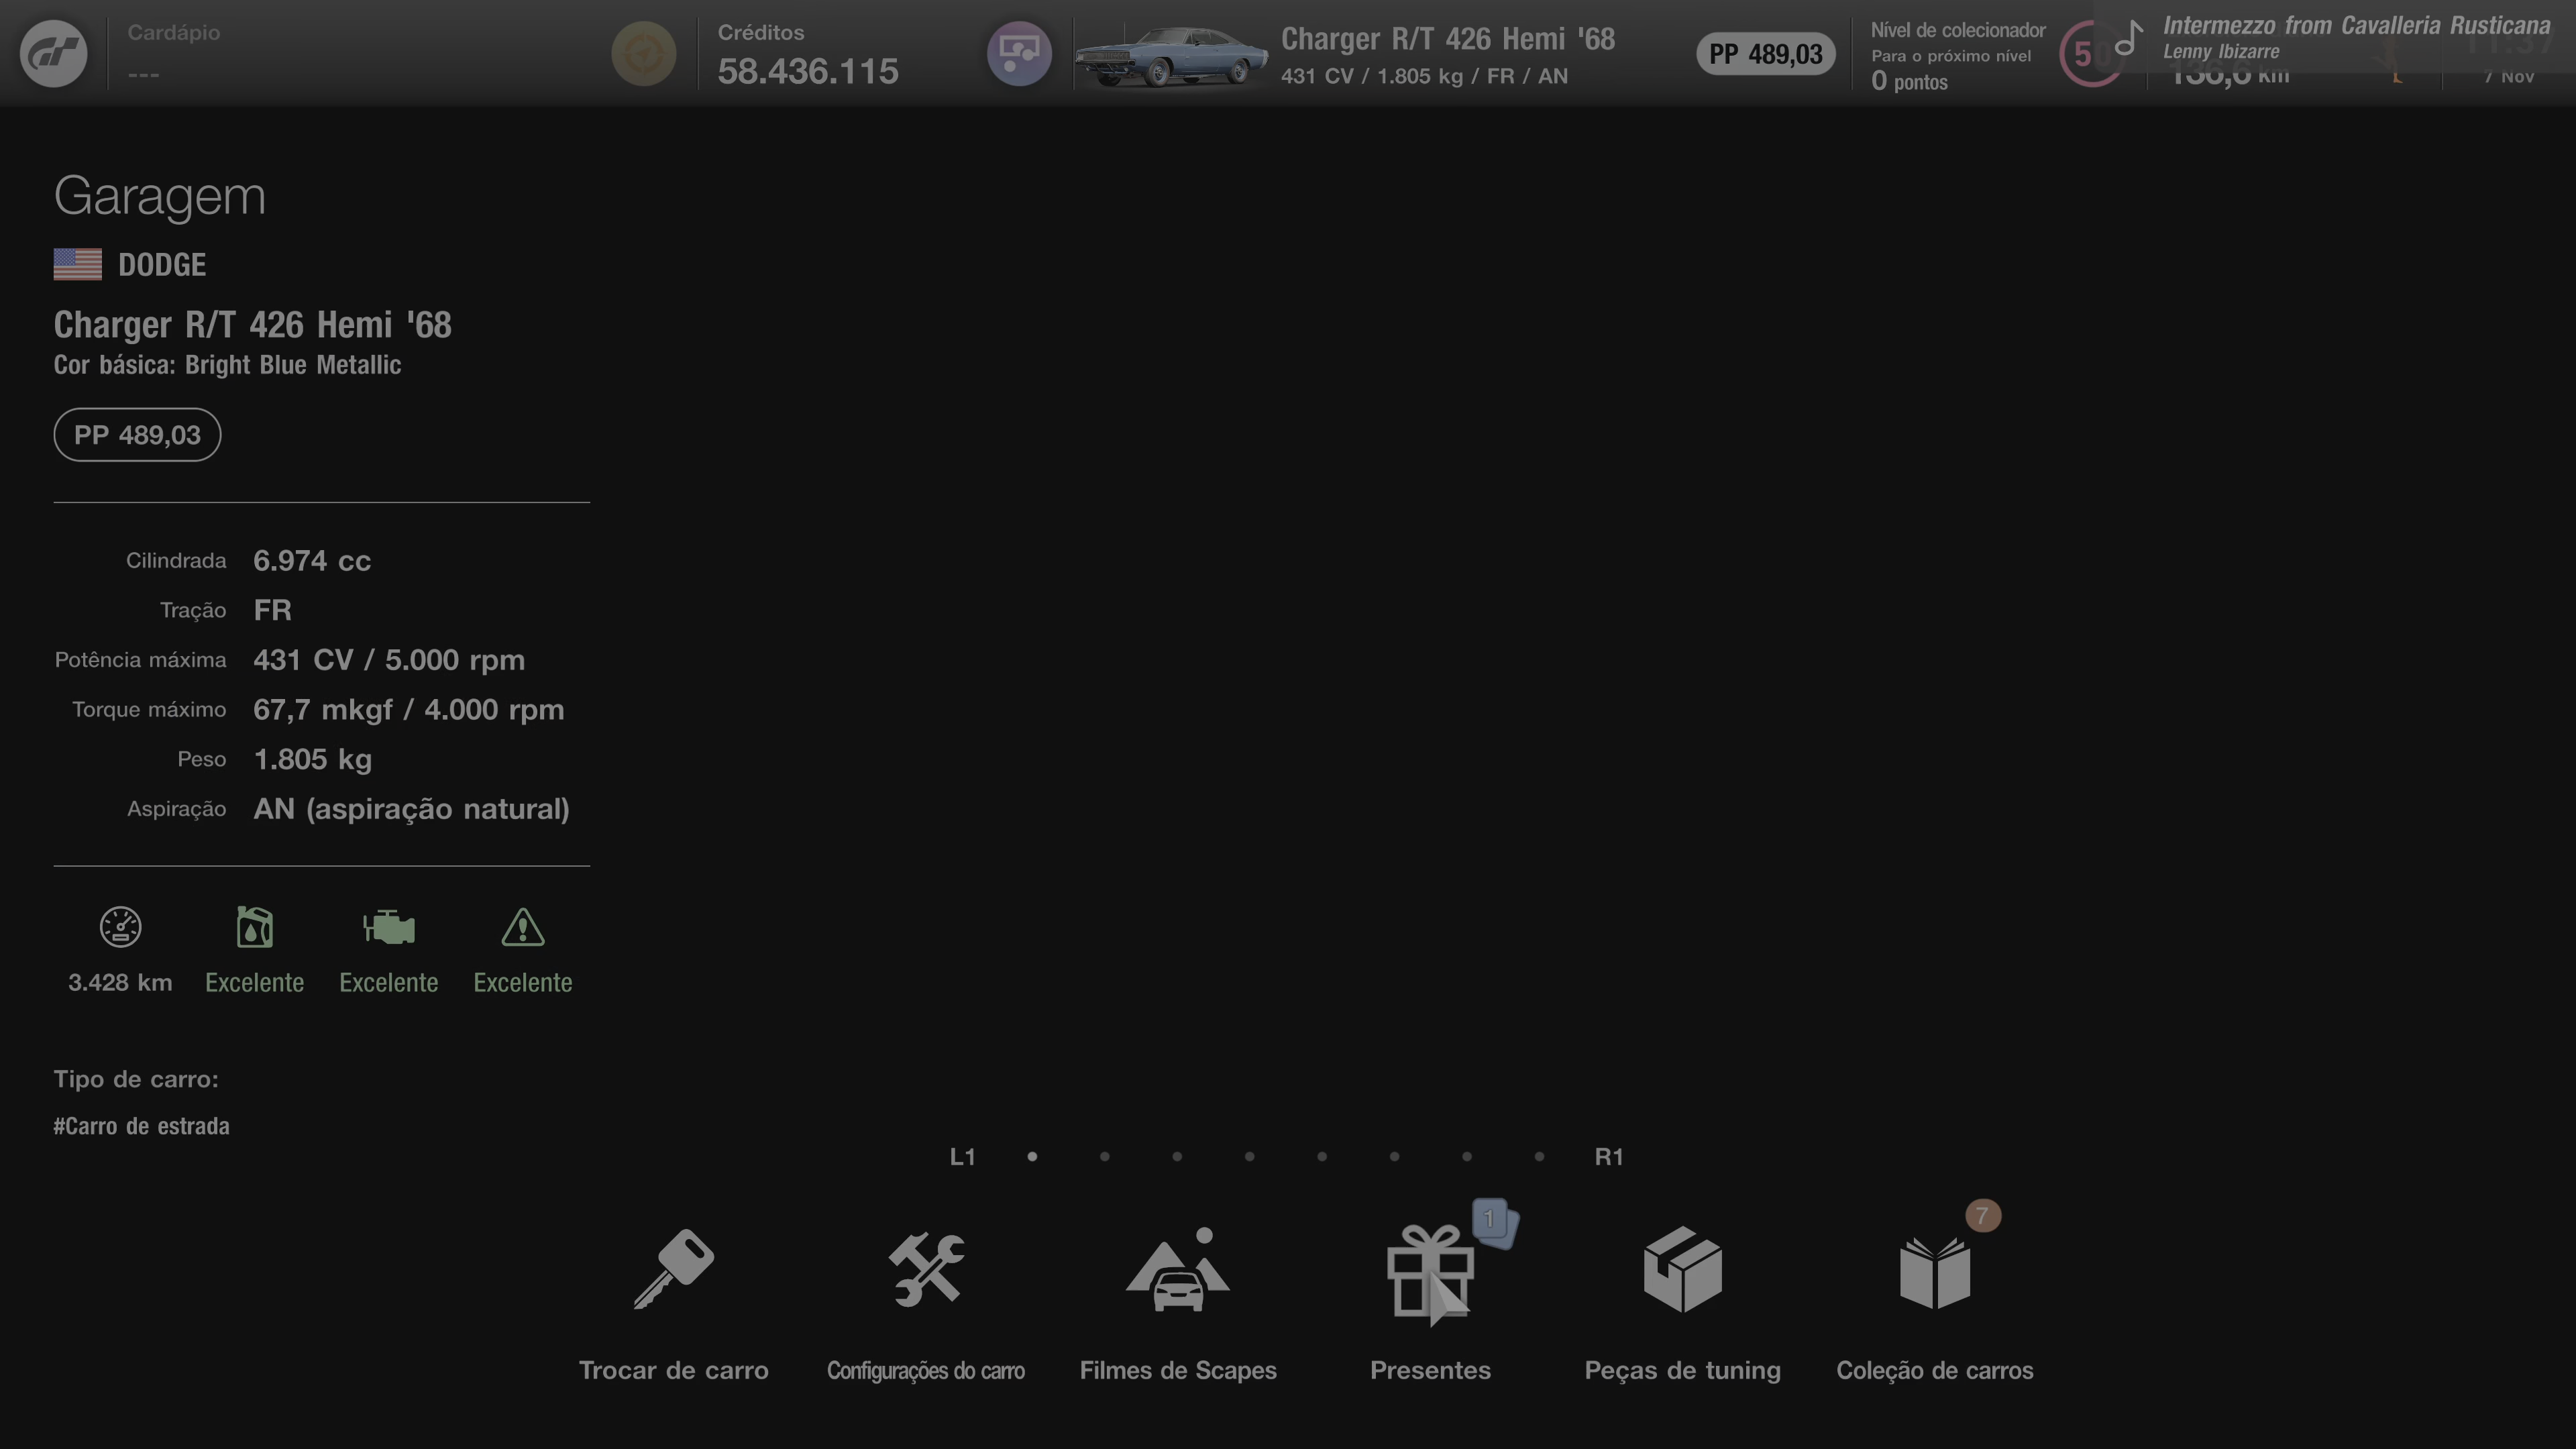 Cardápio
---
Créditos
58.436.115
Charger R/T 426 Hemi '68
431 CV / 1.805 kg / FR / AN
PP 489,03
Nível de colecionador
Para o próximo nível
0 pontos
50
Intermezzo from Cavalleria Rusticana
Lenny Ibizarre
136,6 km
7 Nov
Garagem
DODGE
Charger R/T 426 Hemi '68
Cor básica: Bright Blue Metallic
PP 489,03
Cilindrada 6.974 cc
Tração FR
Potência máxima 431 CV / 5.000 rpm
Torque máximo 67,7 mkgf / 4.000 rpm
Peso 1.805 kg
Aspiração AN (aspiração natural)
3.428 km Excelente Excelente Excelente
Tipo de carro:
#Carro de estrada
L1 R1
1
7
Trocar de carro
Configurações do carro
Filmes de Scapes
Presentes
Peças de tuning
Coleção de carros